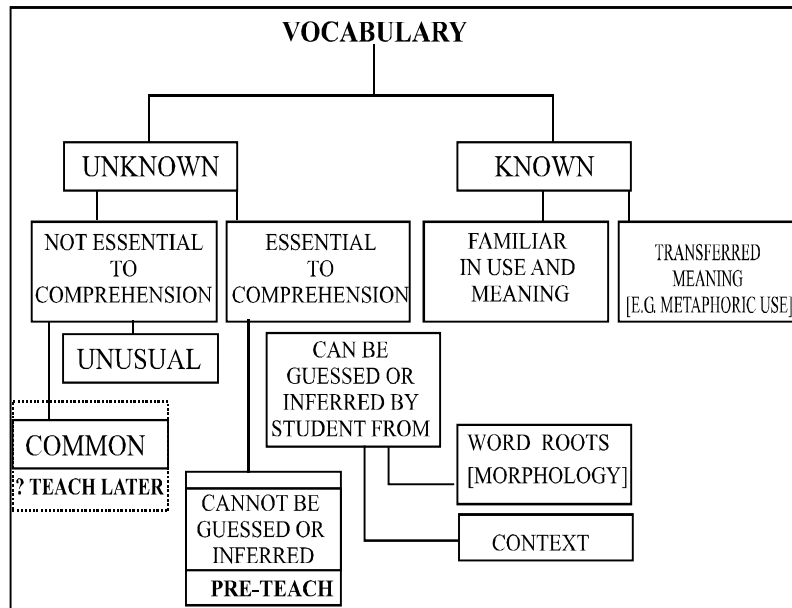 VOCABULARY
UNKNOWN
KNOWN
NOT ESSENTIAL
TO
COMPREHENSION
ESSENTIAL
TO
COMPREHENSION
FAMILIAR
IN USE AND
MEANING
TRANSFERRED
MEANING
[E.G. METAPHORIC USE]
UNUSUAL
CAN BE
GUESSED OR
INFERRED BY
STUDENT FROM
COMMON
? TEACH LATER
WORD ROOTS
[MORPHOLOGY]
CANNOT BE
GUESSED OR
INFERRED
PRE-TEACH
CONTEXT